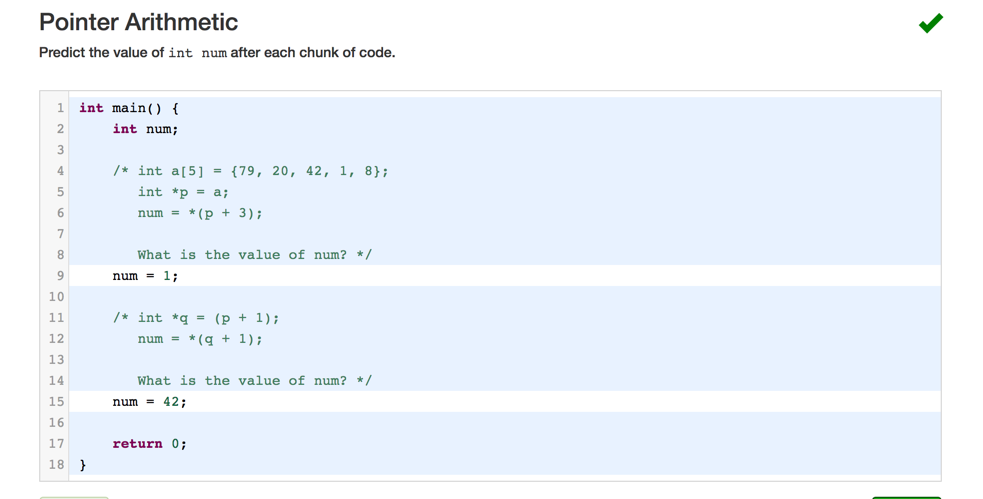 Pointer Arithmetic
Predict the value of int num after each chunk of code.
1 int main() {
2 int num;
3
4 /* int a[5] = {79, 20, 42, 1, 8};
5 int *p = a;
6 num = *(p + 3);
7
8 What is the value of num? */
9 num = 1;
10
11 /* int *q = (p + 1);
12 num = *(q + 1);
13
14 What is the value of num? */
15 num = 42;
16
17 return 0;
18 }